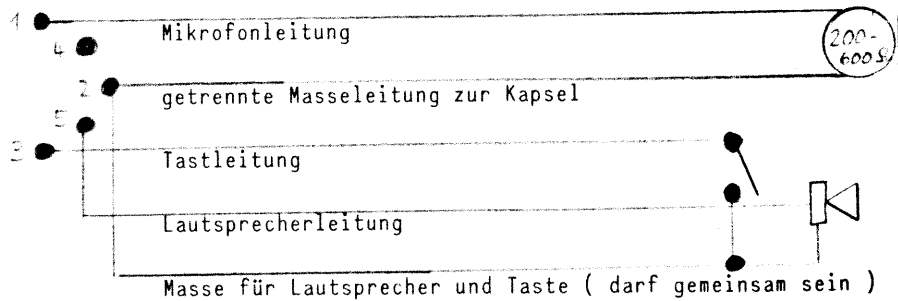 1
Mikrofonleitung
200-
600 Ω
4
2
getrennte Masseleitung zur Kapsel
5
3
Tastleitung
Lautsprecherleitung
Masse für Lautsprecher und Taste ( darf gemeinsam sein )